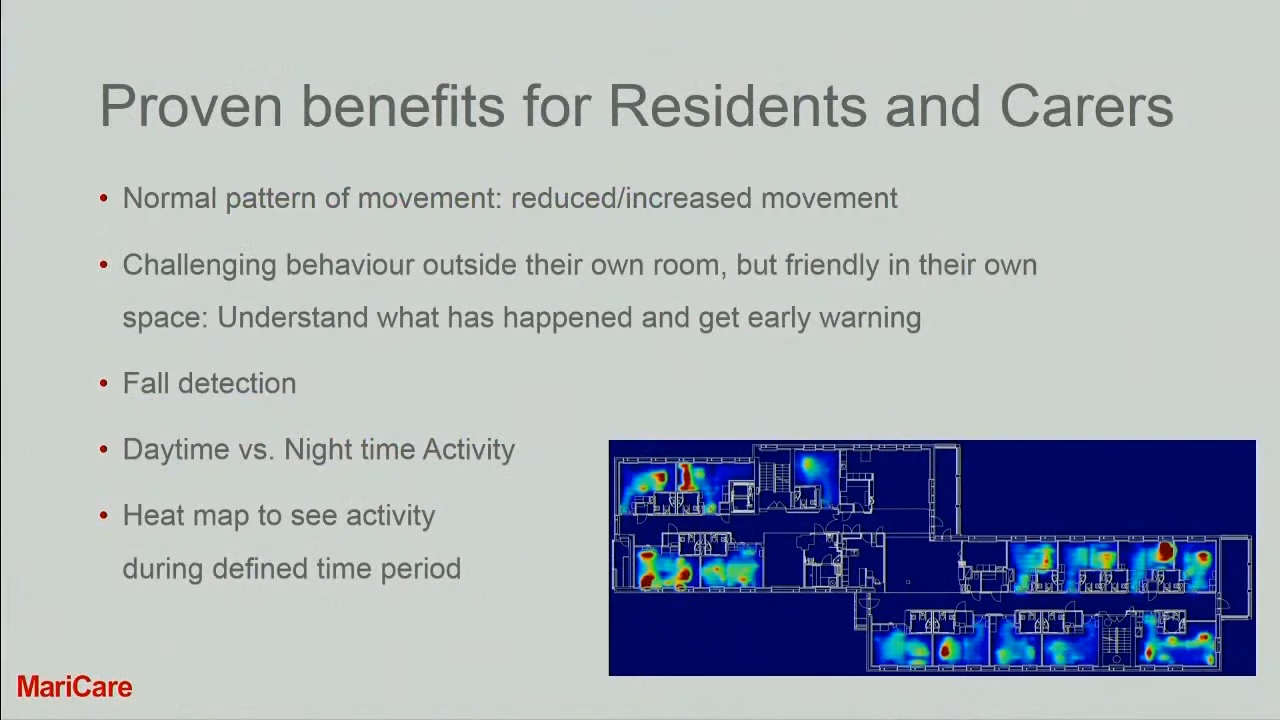 Proven benefits for Residents and Carers
• Normal pattern of movement: reduced/increased movement
• Challenging behaviour outside their own room, but friendly in their own
space: Understand what has happened and get early warning
• Fall detection
• Daytime vs. Night time Activity
• Heat map to see activity
during defined time period
MariCare